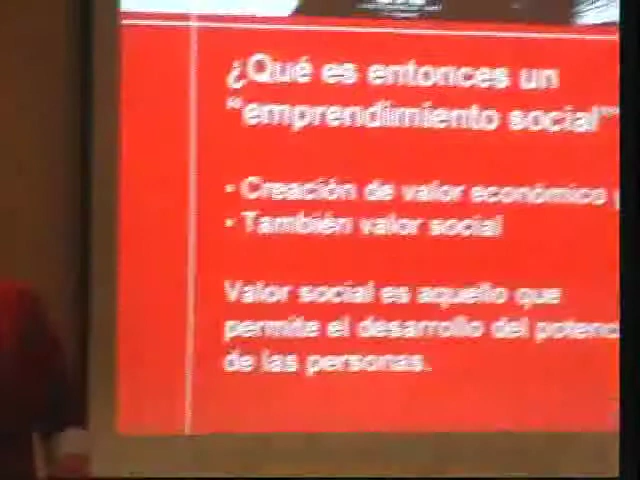 ¿Qué es entonces un
“emprendimiento social”
- Creación de valor económico
- También valor social
Valor social es aquello que
permite el desarrollo del potenc
de las personas.